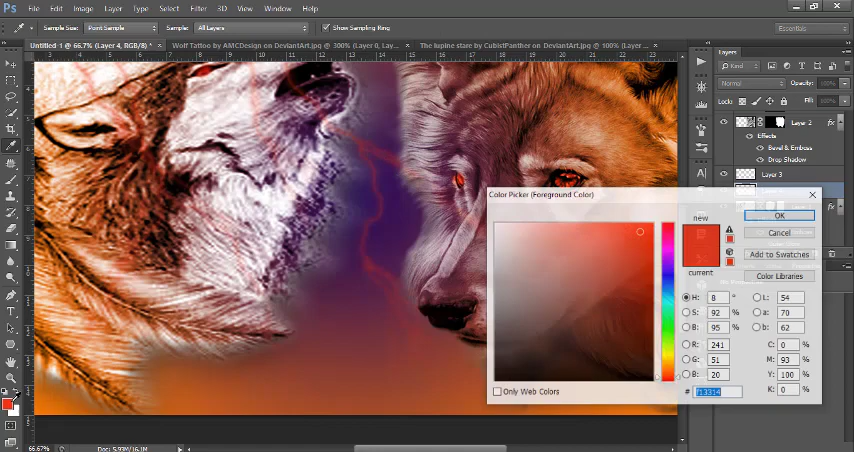 Ps File Edit Image Layer Type Select Filter 3D View Window Help
Sample Size: Point Sample Sample: All Layers Show Sampling Ring Essentials
Untitled-1 @ 66.7% (Layer 4, RGB/8) * × Wolf Tattoo by AMCDesign on DeviantArt.jpg @ 300% (Layer 0, Layer... × The lupine stare by CubistPanther on DeviantArt.jpg @ 100% (Layer ... ×
Layers
Kind
Normal Opacity:
Lock: Fill:
Layer 2 fx
Effects
Bevel & Emboss
Drop Shadow
Layer 3
Color Picker (Foreground Color)
new
current
OK
Cancel
Add to Swatches
Color Libraries
H: 8 ° L: 54
S: 92 % a: 70
B: 95 % b: 62
R: 241 C: 0 %
G: 51 M: 93 %
B: 20 Y: 100 %
K: 0 %
Only Web Colors # f13314
66.67% Doc: 5.93M/16.1M